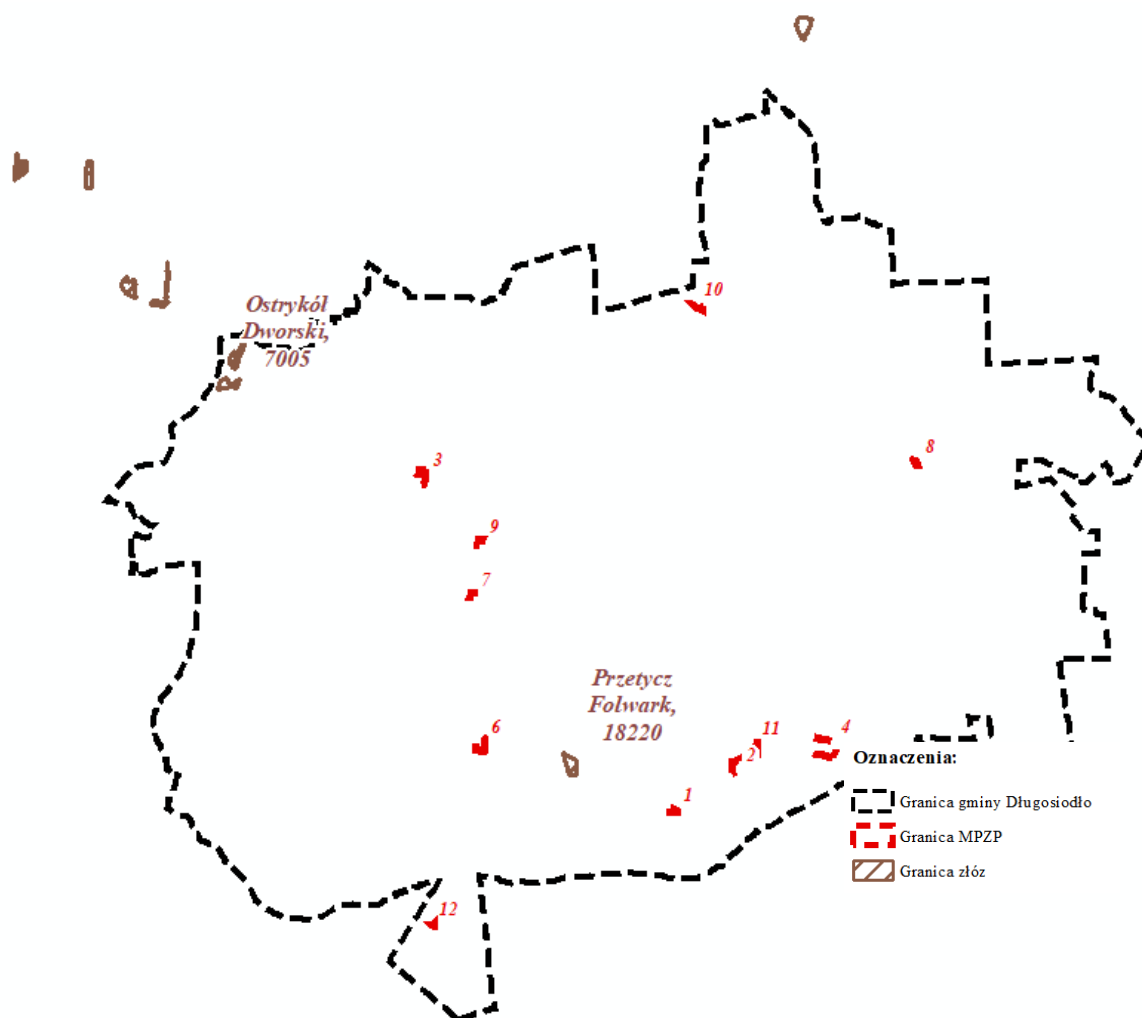 10
Ostrykół
Dworski,
7005
3
8
9
7
Przetycz
Folwark,
18220
6
11
4
2
1
12
Oznaczenia:
Granica gminy Długosiodło
Granica MPZP
Granica złóż